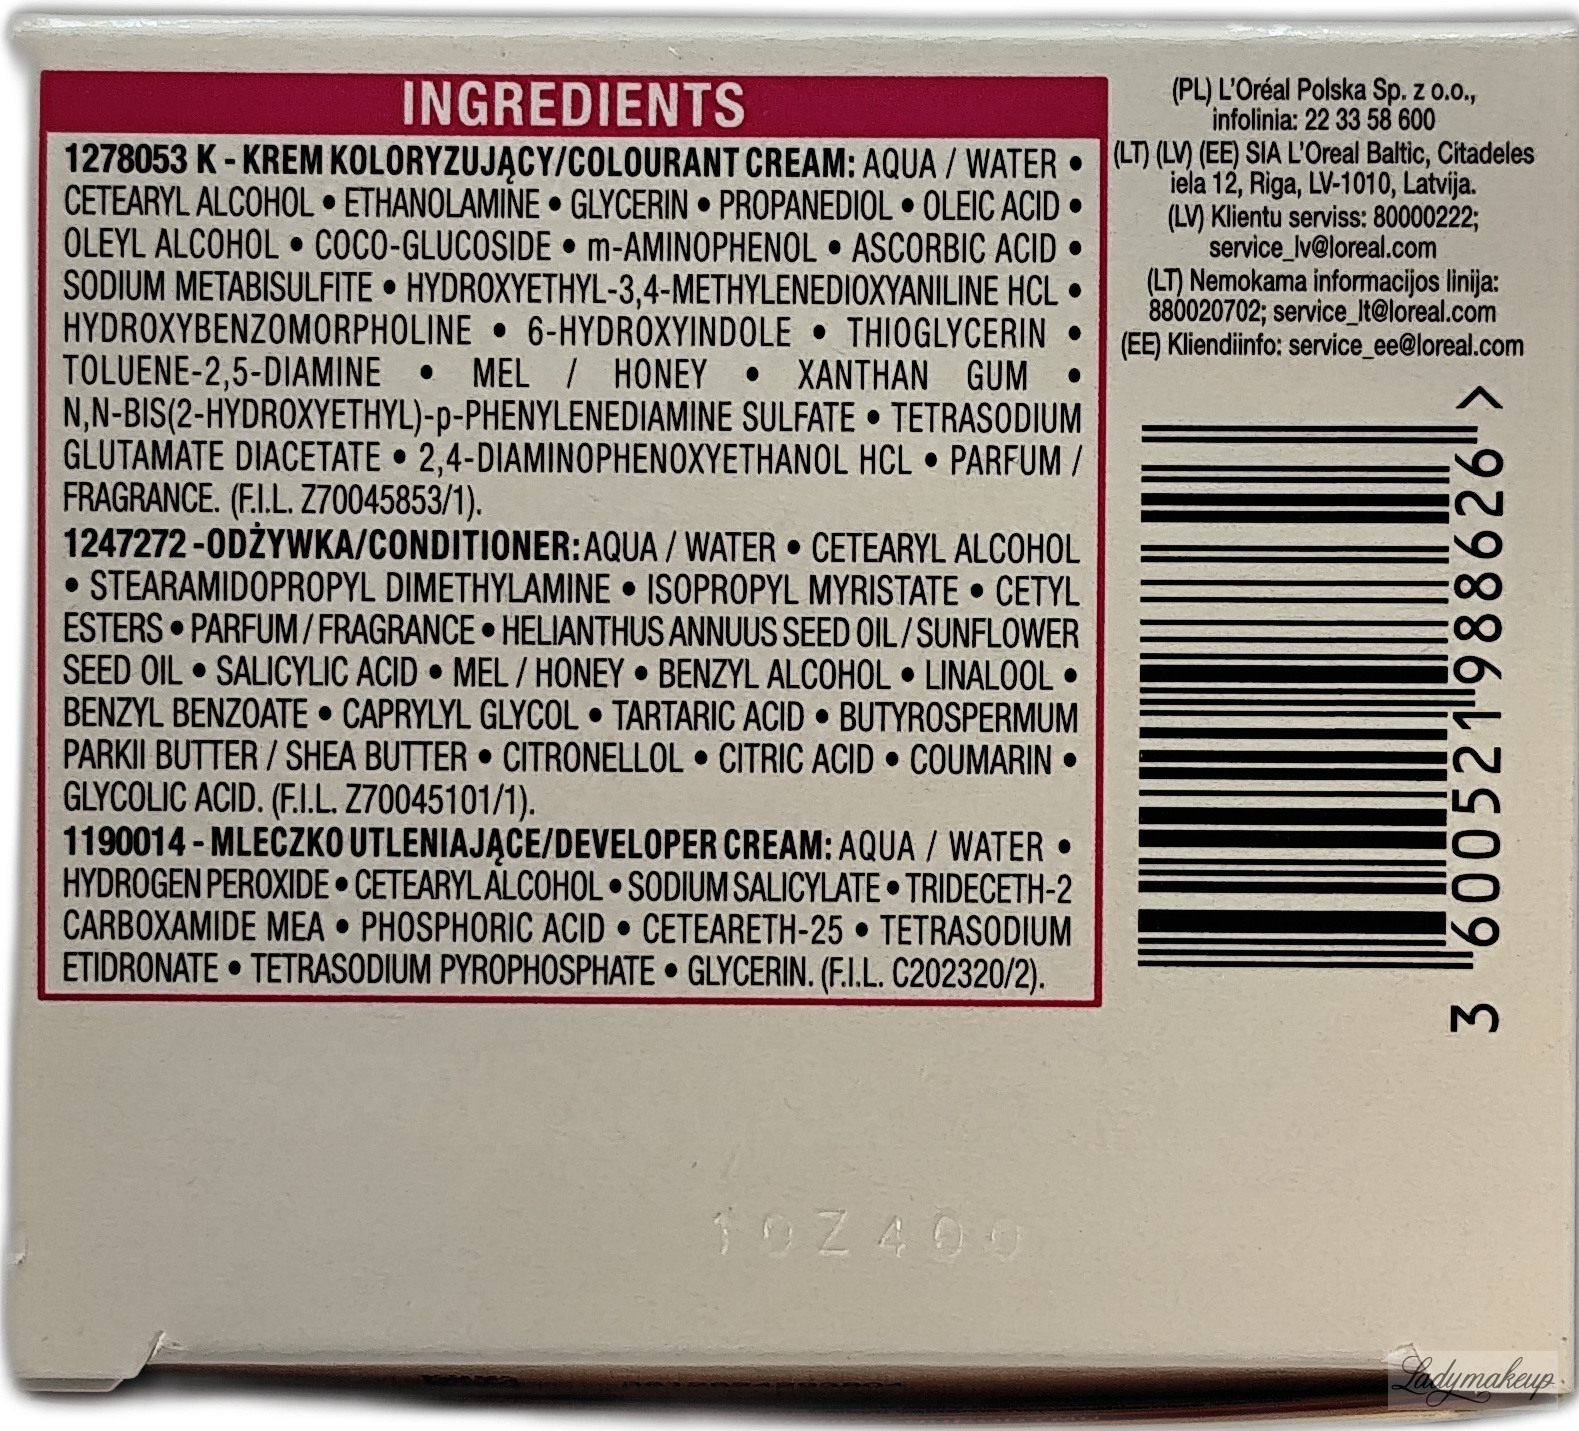 INGREDIENTS
1278053 K - KREM KOLORYZUJĄCY/COLOURANT CREAM: AQUA / WATER •
CETEARYL ALCOHOL • ETHANOLAMINE • GLYCERIN • PROPANEDIOL • OLEIC ACID •
OLEYL ALCOHOL • COCO-GLUCOSIDE • m-AMINOPHENOL • ASCORBIC ACID •
SODIUM METABISULFITE • HYDROXYETHYL-3,4-METHYLENEDIOXYANILINE HCL •
HYDROXYBENZOMORPHOLINE • 6-HYDROXYINDOLE • THIOGLYCERIN •
TOLUENE-2,5-DIAMINE • MEL / HONEY • XANTHAN GUM •
N,N-BIS(2-HYDROXYETHYL)-p-PHENYLENEDIAMINE SULFATE • TETRASODIUM
GLUTAMATE DIACETATE • 2,4-DIAMINOPHENOXYETHANOL HCL • PARFUM /
FRAGRANCE. (F.I.L. Z70045853/1).
1247272 -ODŻYWKA/CONDITIONER: AQUA / WATER • CETEARYL ALCOHOL
• STEARAMIDOPROPYL DIMETHYLAMINE • ISOPROPYL MYRISTATE • CETYL
ESTERS • PARFUM / FRAGRANCE • HELIANTHUS ANNUUS SEED OIL / SUNFLOWER
SEED OIL • SALICYLIC ACID • MEL / HONEY • BENZYL ALCOHOL • LINALOOL •
BENZYL BENZOATE • CAPRYLYL GLYCOL • TARTARIC ACID • BUTYROSPERMUM
PARKII BUTTER / SHEA BUTTER • CITRONELLOL • CITRIC ACID • COUMARIN •
GLYCOLIC ACID. (F.I.L. Z70045101/1).
1190014 - MLECZKO UTLENIAJĄCE/DEVELOPER CREAM: AQUA / WATER •
HYDROGEN PEROXIDE • CETEARYL ALCOHOL • SODIUM SALICYLATE • TRIDECETH-2
CARBOXAMIDE MEA • PHOSPHORIC ACID • CETEARETH-25 • TETRASODIUM
ETIDRONATE • TETRASODIUM PYROPHOSPHATE • GLYCERIN. (F.I.L. C202320/2).
(PL) L'Oréal Polska Sp. z o.o.,
infolinia: 22 33 58 600
(LT) (LV) (EE) SIA L'Oreal Baltic, Citadeles
iela 12, Riga, LV-1010, Latvija.
(LV) Klientu serviss: 80000222;
service_lv@loreal.com
(LT) Nemokama informacijos linija:
880020702; service_lt@loreal.com
(EE) Kliendiinfo: service_ee@loreal.com
3 600521 988626 >
10Z400
Ladymakeup